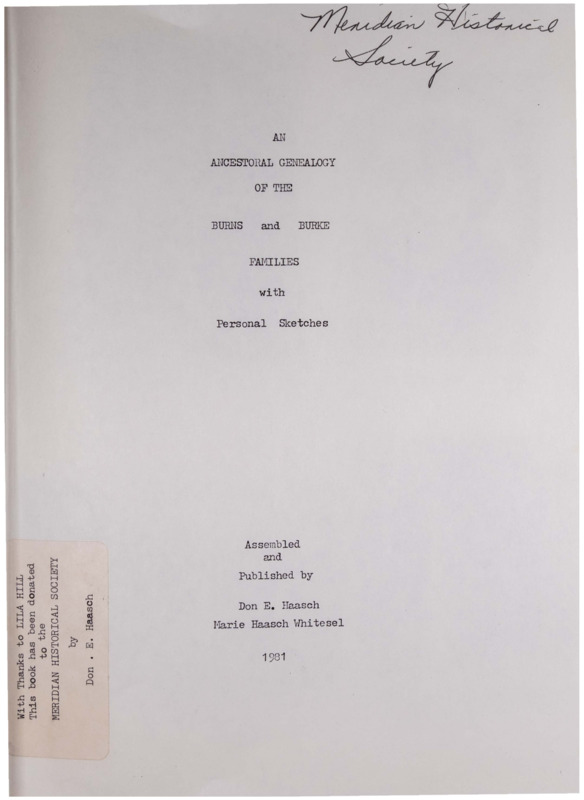 Meridian Historical
Society
AN
ANCESTORAL GENEALOGY
OF THE
BURNS and BURKE
FAMILIES
with
Personal Sketches
Assembled
and
Published by
Don E. Haasch
Marie Haasch Whitesel
1981
With Thanks to LILA HILL
This book has been donated
to the
MERIDIAN HISTORICAL SOCIETY
by
Don . E. Haasch